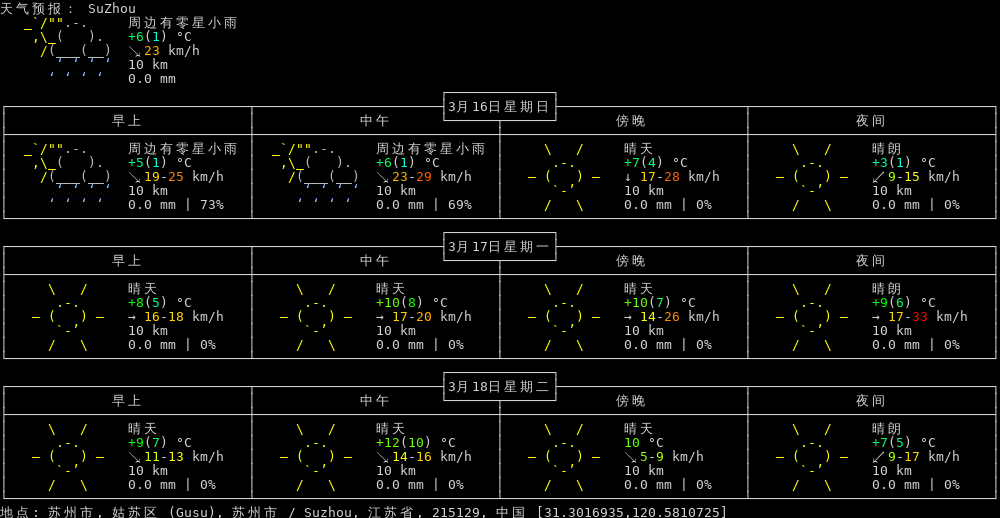 天气预报: SuZhou
周边有零星小雨
+6(1) °C
↘23 km/h
10 km
0.0 mm
3月16日星期日
早上 中午 傍晚 夜间
周边有零星小雨 周边有零星小雨 晴天 晴朗
+5(1) °C +6(1) °C +7(4) °C +3(1) °C
↘19-25 km/h ↘23-29 km/h ↓ 17-28 km/h ↙9-15 km/h
10 km 10 km 10 km 10 km
0.0 mm | 73% 0.0 mm | 69% 0.0 mm | 0% 0.0 mm | 0%
3月17日星期一
早上 中午 傍晚 夜间
晴天 晴天 晴天 晴朗
+8(5) °C +10(8) °C +10(7) °C +9(6) °C
→ 16-18 km/h → 17-20 km/h → 14-26 km/h → 17-33 km/h
10 km 10 km 10 km 10 km
0.0 mm | 0% 0.0 mm | 0% 0.0 mm | 0% 0.0 mm | 0%
3月18日星期二
早上 中午 傍晚 夜间
晴天 晴天 晴天 晴朗
+9(7) °C +12(10) °C 10 °C +7(5) °C
↘11-13 km/h ↘14-16 km/h ↘5-9 km/h ↙9-17 km/h
10 km 10 km 10 km 10 km
0.0 mm | 0% 0.0 mm | 0% 0.0 mm | 0% 0.0 mm | 0%
地点: 苏州市, 姑苏区 (Gusu), 苏州市 / Suzhou, 江苏省, 215129, 中国 [31.3016935,120.5810725]